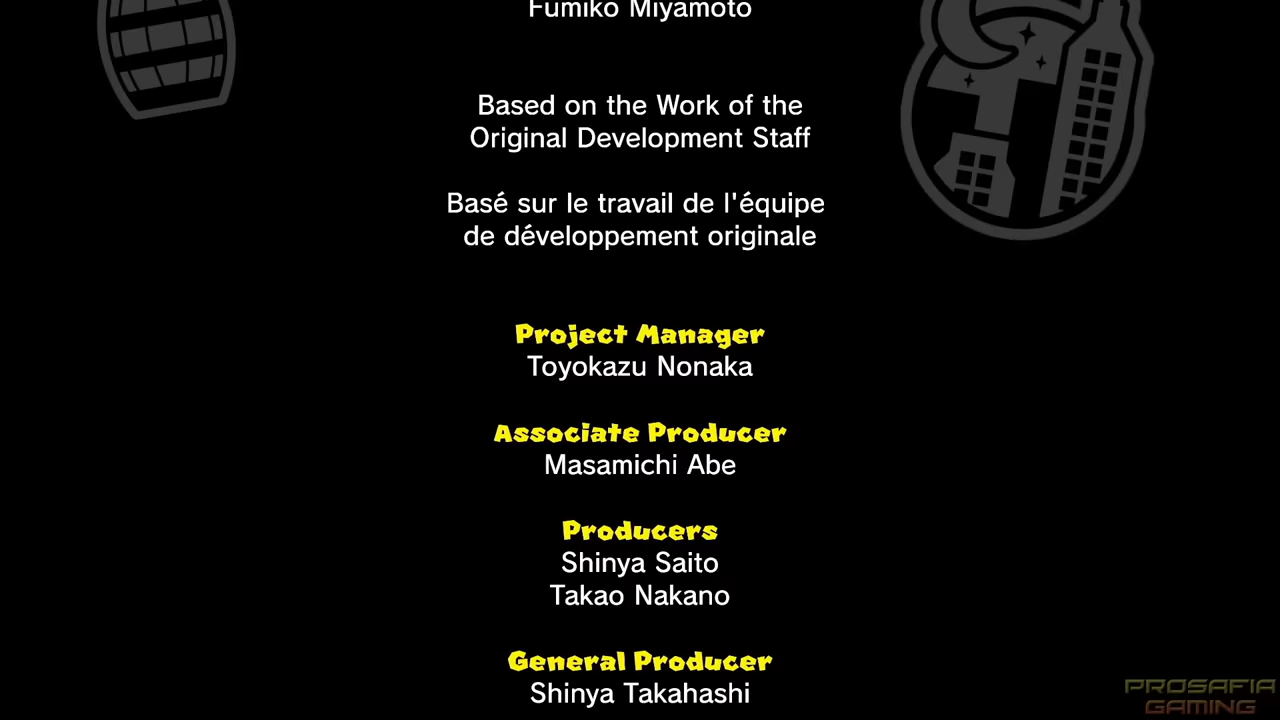 Fumiko Miyamoto
Based on the Work of the
Original Development Staff
Basé sur le travail de l'équipe
de développement originale
Project Manager
Toyokazu Nonaka
Associate Producer
Masamichi Abe
Producers
Shinya Saito
Takao Nakano
General Producer
Shinya Takahashi
PROSAFIA
GAMING